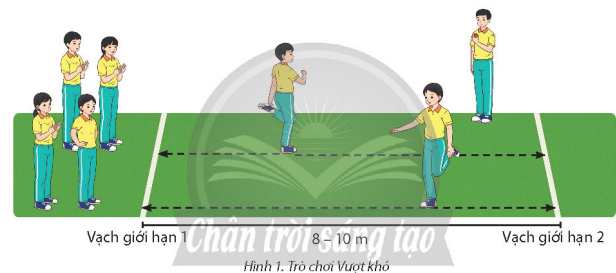 Chân trời sáng tạo
Vạch giới hạn 1
8 – 10 m
Vạch giới hạn 2
Hình 1. Trò chơi Vượt khó